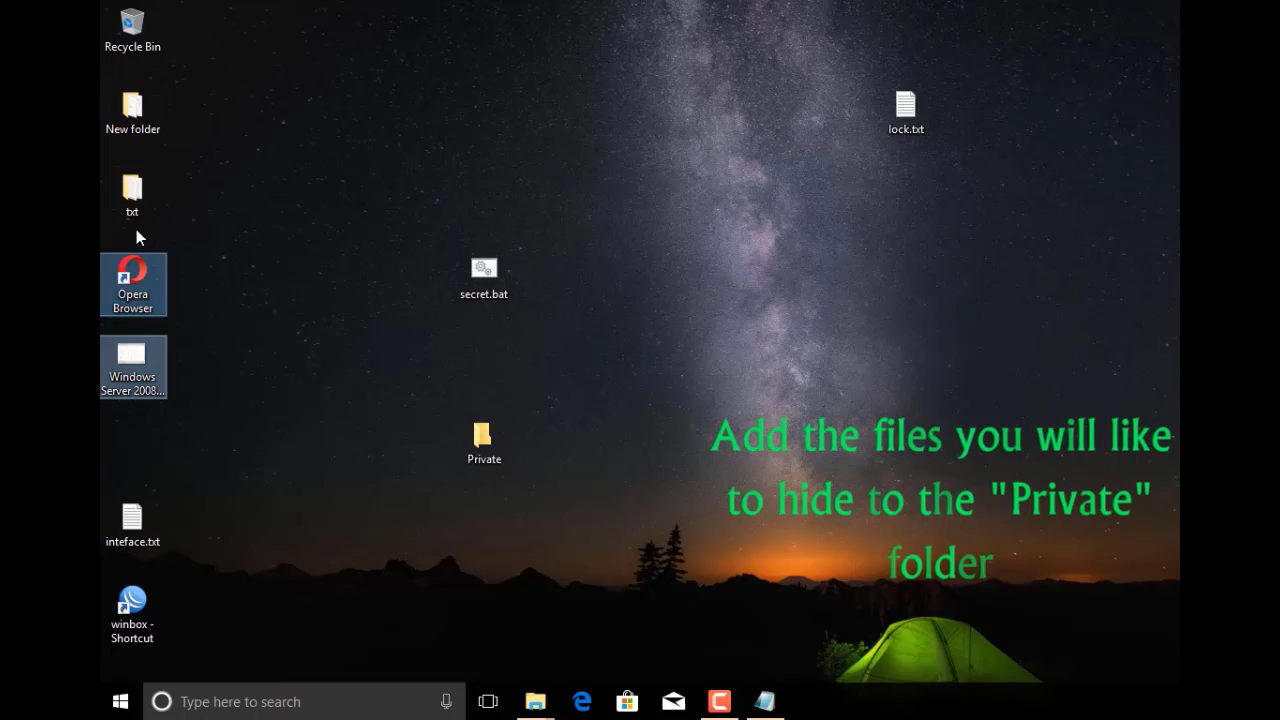 Recycle Bin
New folder
txt
Opera
Browser
Windows
Server 2008...
inteface.txt
winbox -
Shortcut
secret.bat
Private
lock.txt
Add the files you will like
to hide to the "Private"
folder
Type here to search